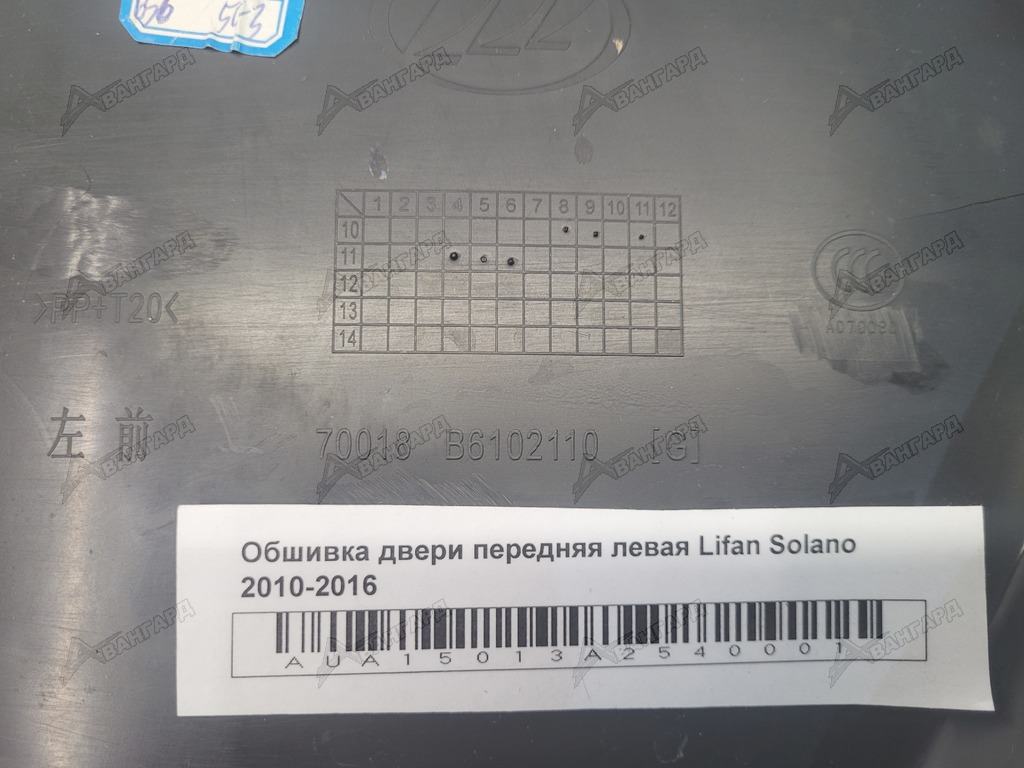 1 2 3 4 5 6 7 8 9 10 11 12
10
11
12
13
14
>PP+T20<
左 前
70018 B6102110 [G]
Обшивка двери передняя левая Lifan Solano
2010-2016
AUA15013A2540001
АВАНГАРД